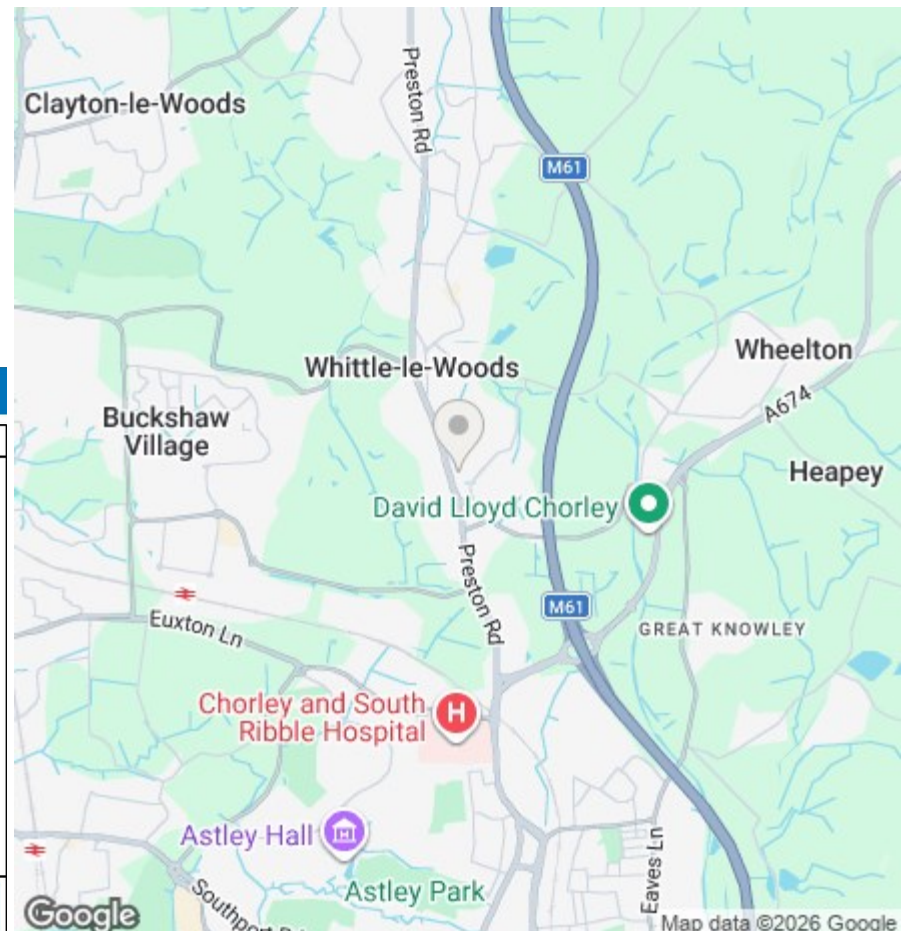 Clayton-le-Woods
Preston Rd
M61
Whittle-le-Woods
Wheelton
A674
Buckshaw
Village
Heapey
David Lloyd Chorley
Preston Rd
M61
Euxton Ln
GREAT KNOWLEY
Chorley and South
Ribble Hospital
H
Astley Hall
Astley Park
Eaves Ln
Southport
Google
Map data ©2026 Google